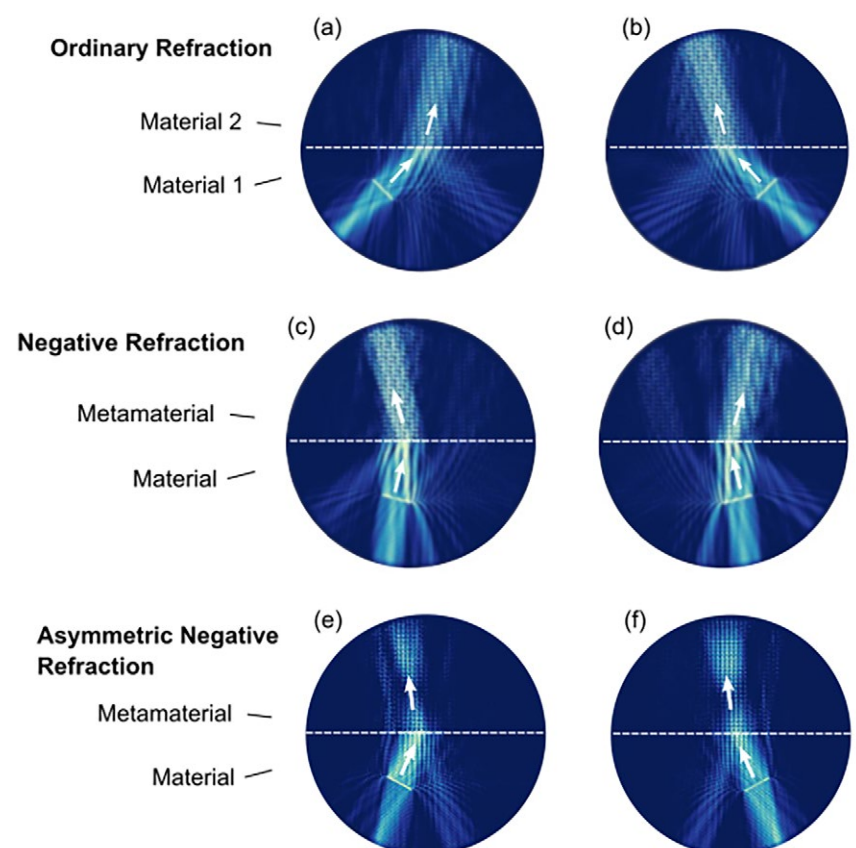 (a) (b)
Ordinary Refraction
Material 2
Material 1
(c) (d)
Negative Refraction
Metamaterial
Material
(e) (f)
Asymmetric Negative
Refraction
Metamaterial
Material